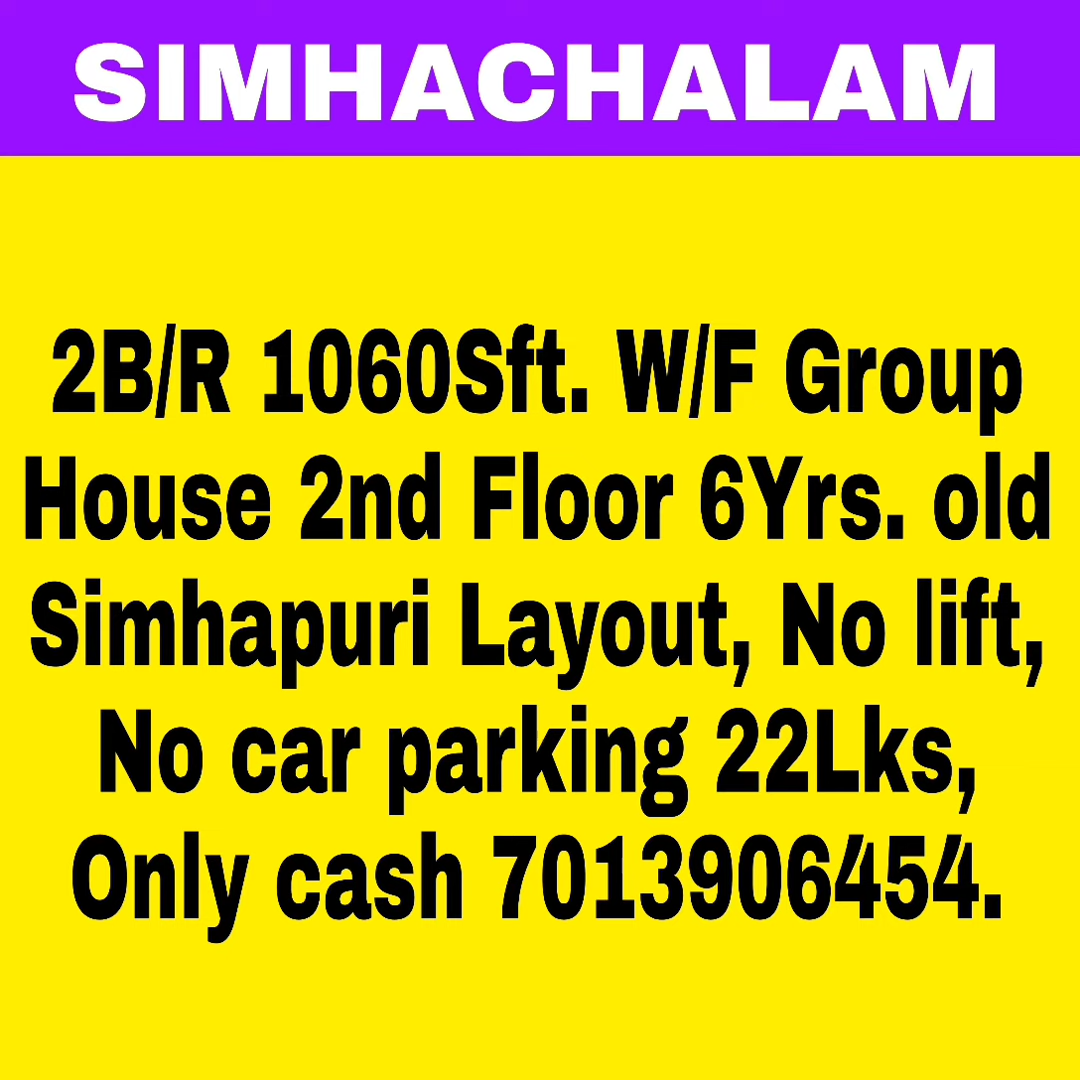 SIMHACHALAM
2B/R 1060Sft. W/F Group
House 2nd Floor 6Yrs. old
Simhapuri Layout, No lift,
No car parking 22Lks,
Only cash 7013906454.